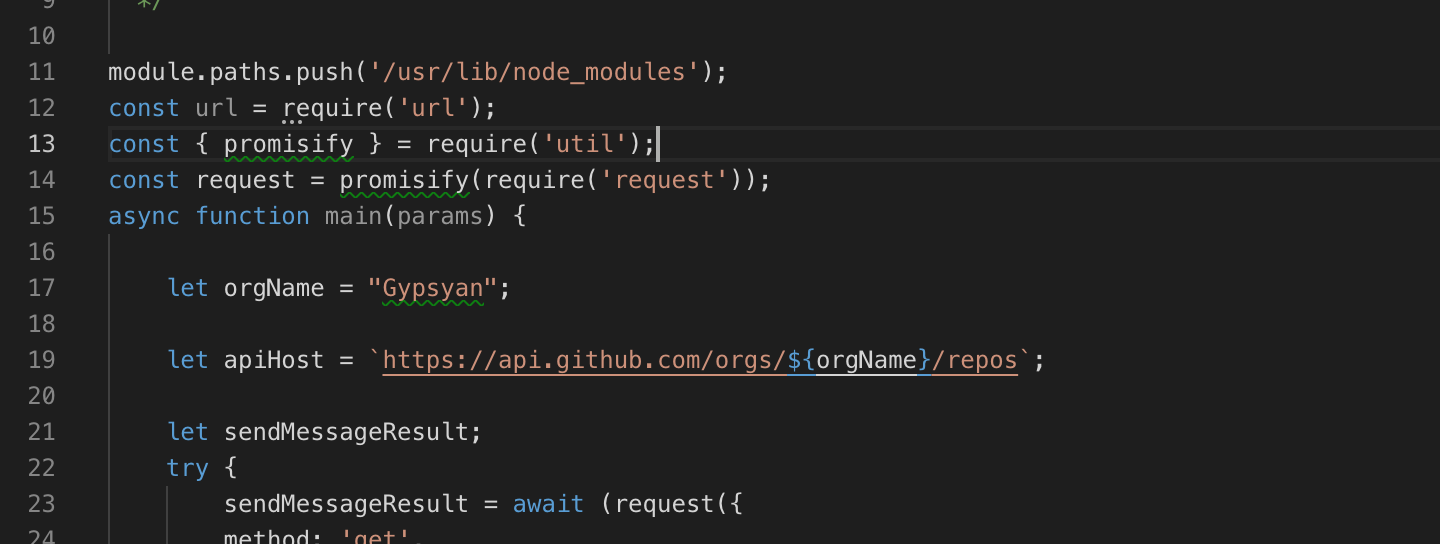 9 */
10
11 module.paths.push('/usr/lib/node_modules');
12 const url = require('url');
13 const { promisify } = require('util');
14 const request = promisify(require('request'));
15 async function main(params) {
16
17 let orgName = "Gypsyan";
18
19 let apiHost = `https://api.github.com/orgs/${orgName}/repos`;
20
21 let sendMessageResult;
22 try {
23 sendMessageResult = await (request({
24 method: 'get',